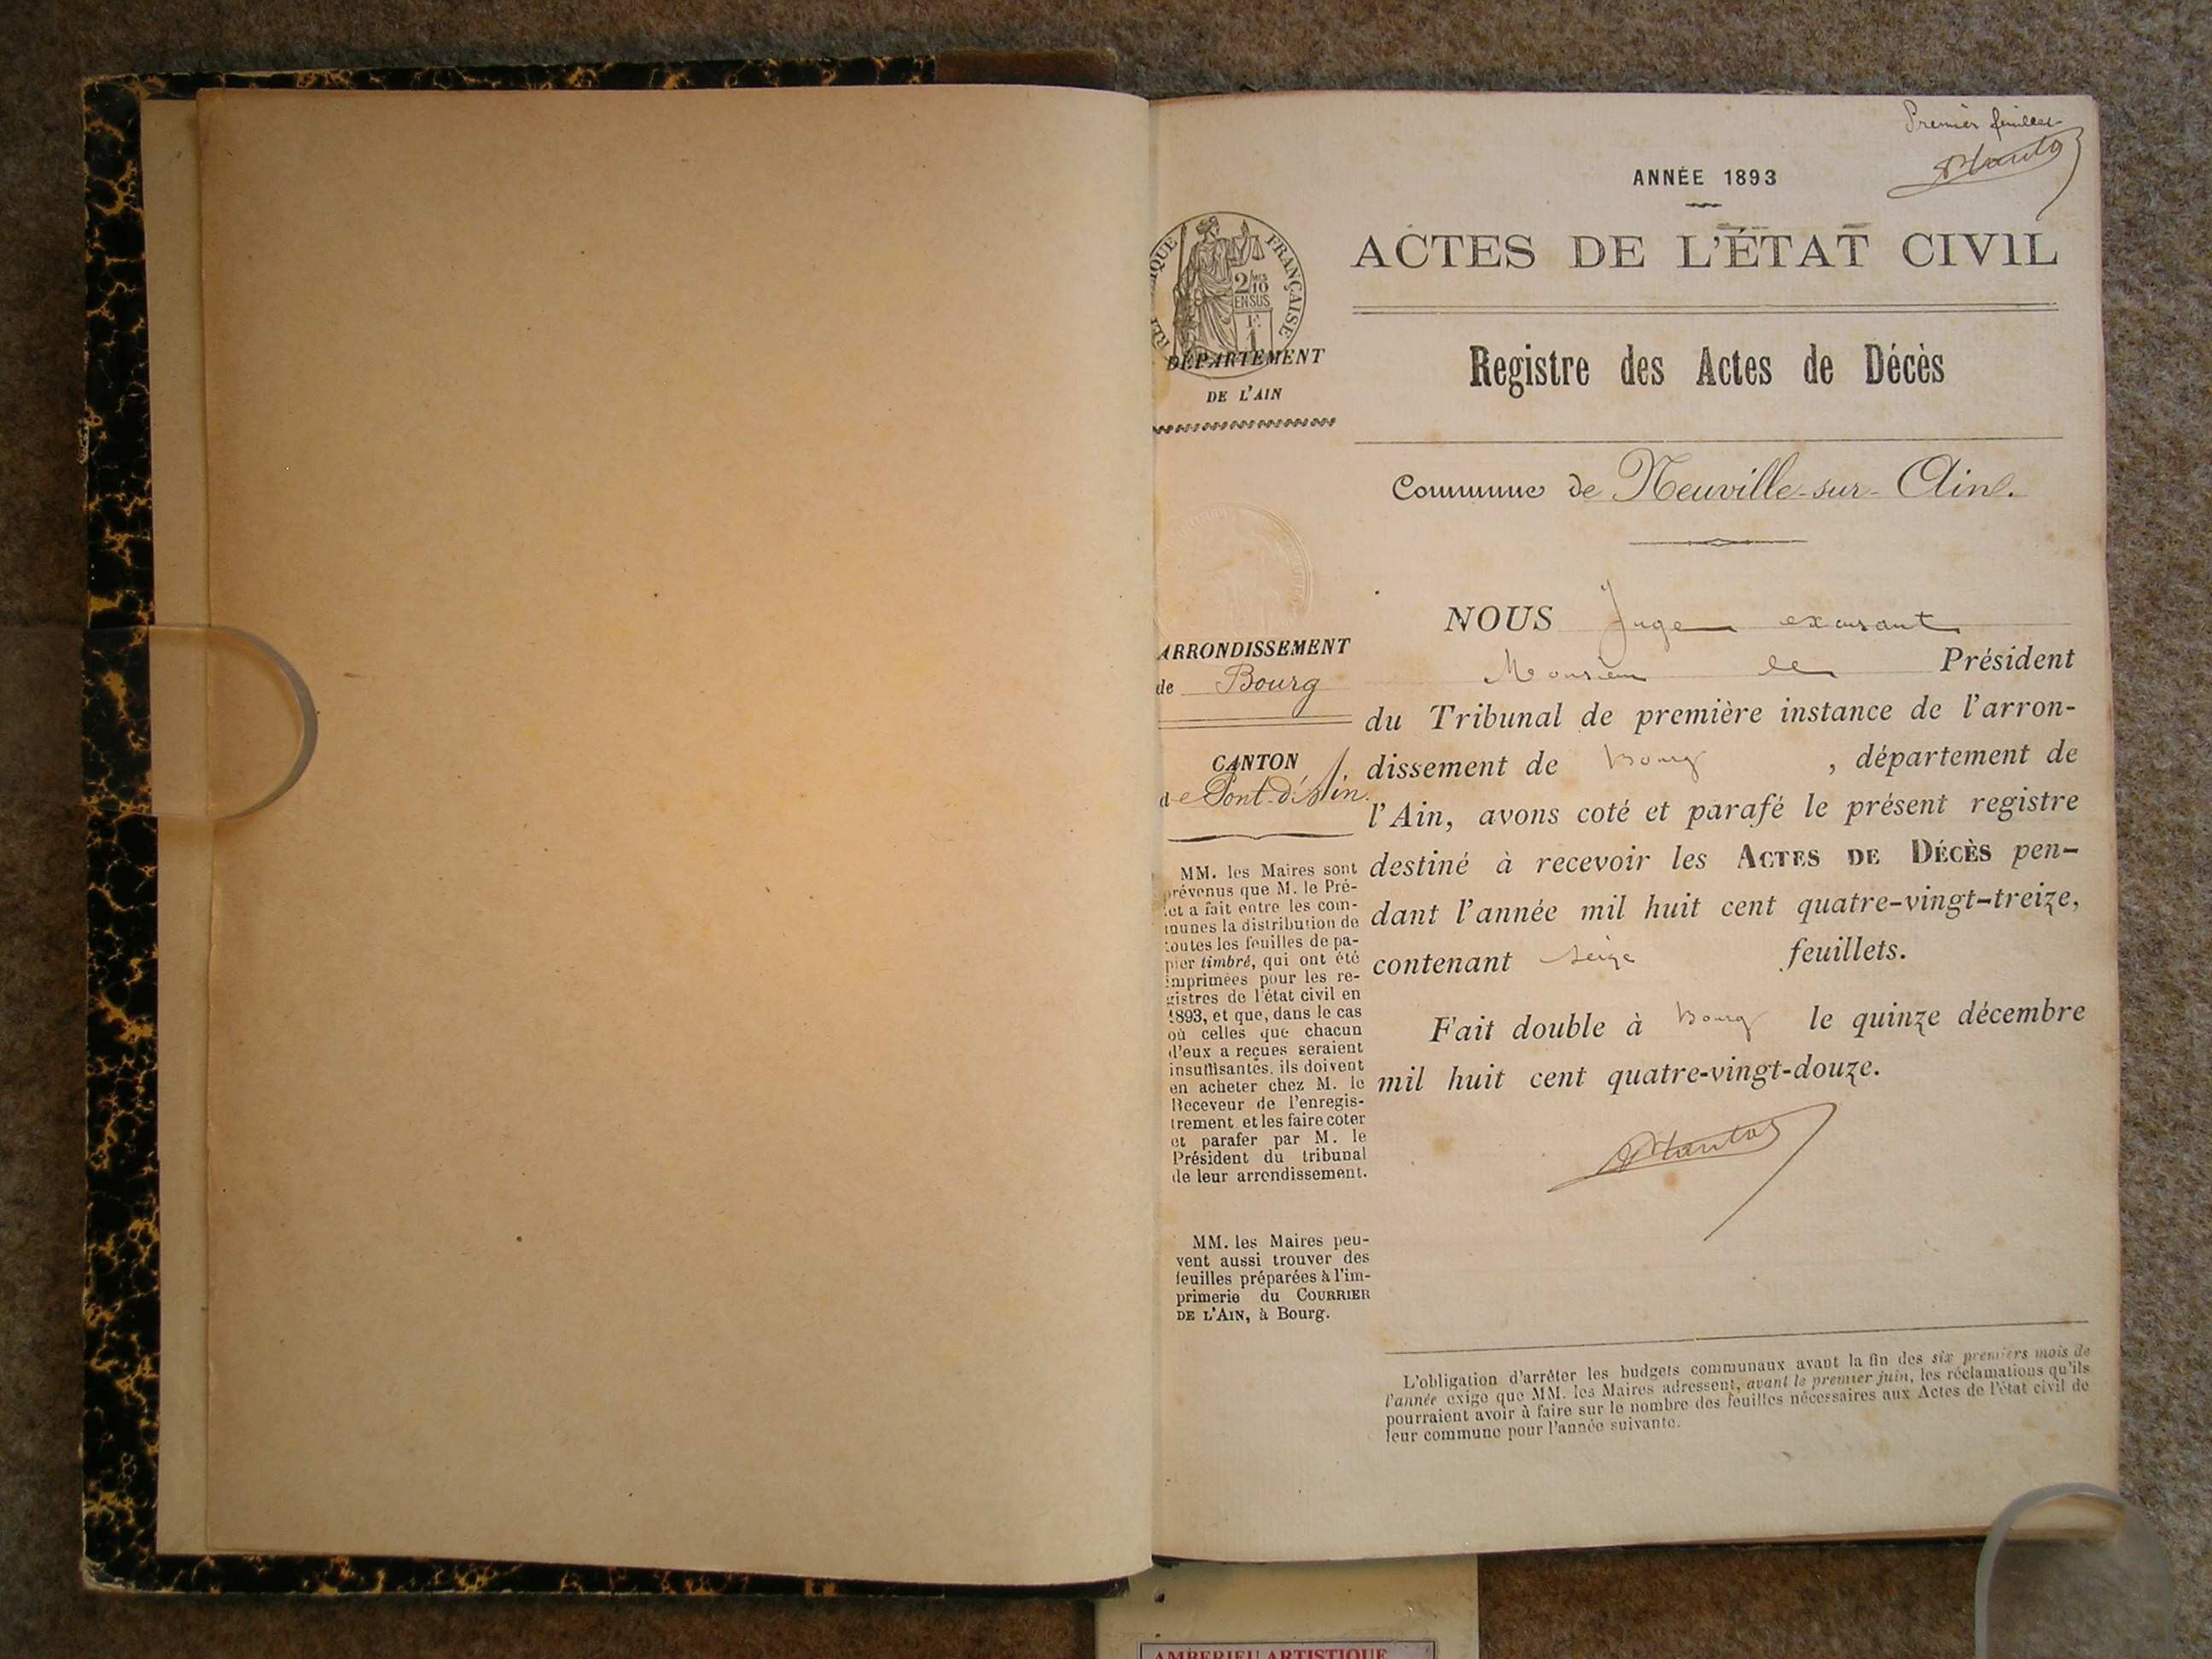 Premier feuillet
ANNÉE 1893
ACTES DE L'ÉTAT CIVIL
RÉPUBLIQUE FRANÇAISE
2/10
EN SUS
DÉPARTEMENT
DE L'AIN
Registre des Actes de Décès
Commune de Neuville-sur-Ain.
ARRONDISSEMENT
de Bourg
CANTON
de Pont-d'Ain.
MM. les Maires sont
prévenus que M. le Pré-
fet a fait entre les com-
munes la distribution de
toutes les feuilles de pa-
pier timbré, qui ont été
imprimées pour les re-
gistres de l'état civil en
1893, et que, dans le cas
où celles que chacun
d'eux a reçues seraient
insuffisantes, ils doivent
en acheter chez M. le
Receveur de l'enregis-
trement et les faire coter
et parafer par M. le
Président du tribunal
de leur arrondissement.
MM. les Maires peu-
vent aussi trouver des
feuilles préparées à l'im-
primerie du COURRIER
DE L'AIN, à Bourg.
NOUS Juge excusant
Monsieur le Président
du Tribunal de première instance de l'arron-
dissement de Bourg, département de
l'Ain, avons coté et parafé le présent registre
destiné à recevoir les ACTES DE DÉCÈS pen-
dant l'année mil huit cent quatre-vingt-treize,
contenant seize feuillets.
Fait double à Bourg le quinze décembre
mil huit cent quatre-vingt-douze.
L'obligation d'arrêter les budgets communaux avant la fin des six premiers mois de
l'année exige que MM. les Maires adressent, avant le premier juin, les réclamations qu'ils
pourraient avoir à faire sur le nombre des feuilles nécessaires aux Actes de l'état civil de
leur commune pour l'année suivante.
AMBERIEU ARTISTIQUE